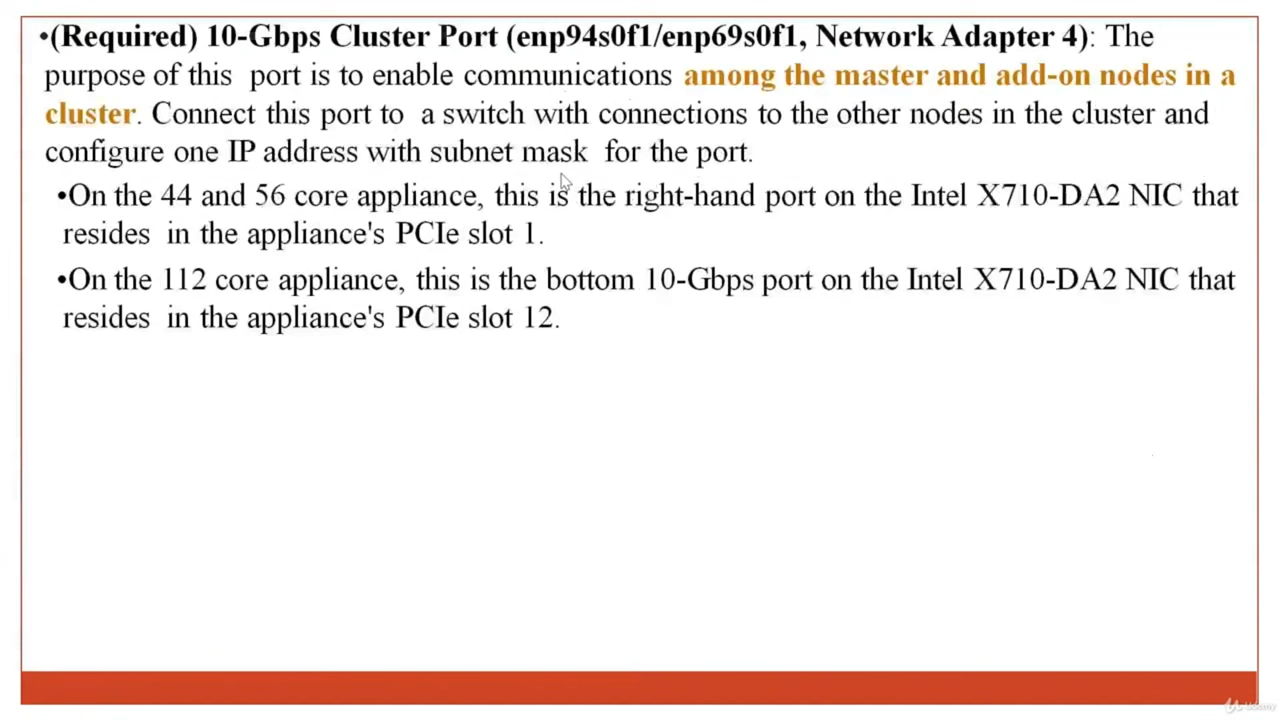 •(Required) 10-Gbps Cluster Port (enp94s0f1/enp69s0f1, Network Adapter 4): The
purpose of this port is to enable communications among the master and add-on nodes in a
cluster. Connect this port to a switch with connections to the other nodes in the cluster and
configure one IP address with subnet mask for the port.
•On the 44 and 56 core appliance, this is the right-hand port on the Intel X710-DA2 NIC that
resides in the appliance's PCIe slot 1.
•On the 112 core appliance, this is the bottom 10-Gbps port on the Intel X710-DA2 NIC that
resides in the appliance's PCIe slot 12.
Udemy